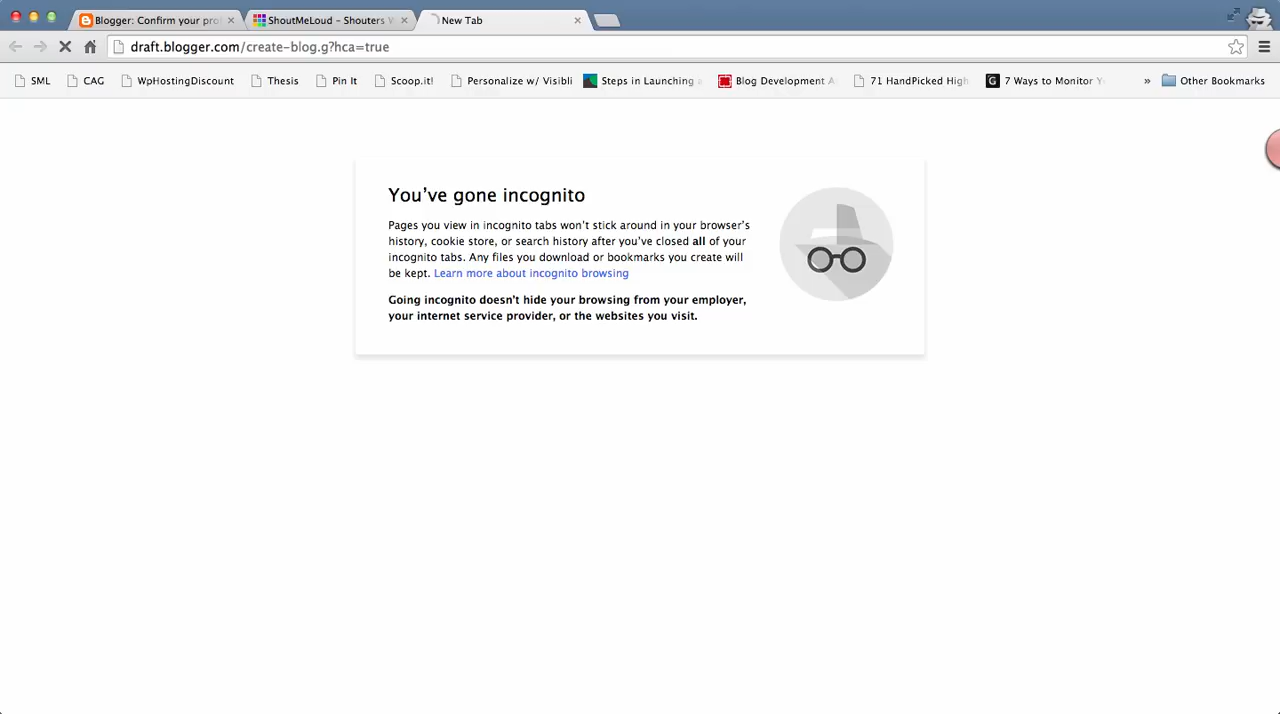 Blogger: Confirm your pro
ShoutMeLoud - Shouters W
New Tab
draft.blogger.com/create-blog.g?hca=true
SML
CAG
WpHostingDiscount
Thesis
Pin It
Scoop.it!
Personalize w/ Visibli
Steps in Launching a
Blog Development A
71 HandPicked High
G
7 Ways to Monitor Y
»
Other Bookmarks
You've gone incognito
Pages you view in incognito tabs won't stick around in your browser's
history, cookie store, or search history after you've closed all of your
incognito tabs. Any files you download or bookmarks you create will
be kept. Learn more about incognito browsing
Going incognito doesn't hide your browsing from your employer,
your internet service provider, or the websites you visit.